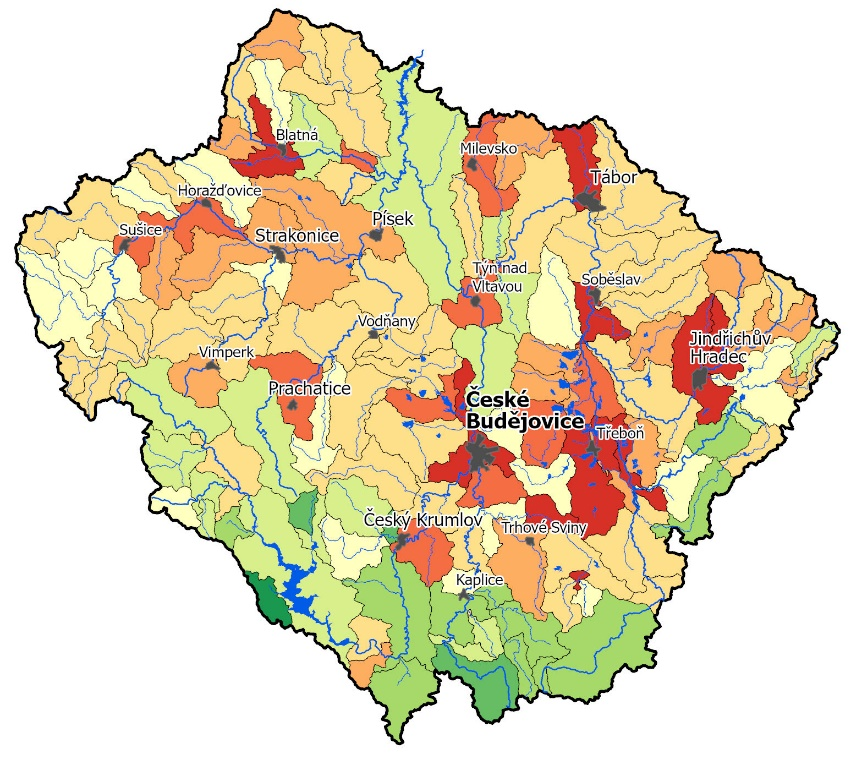 Blatná
Milevsko
Tábor
Horažďovice
Sušice
Strakonice
Písek
Týn nad
Vltavou
Soběslav
Vodňany
Jindřichův
Hradec
Vimperk
Prachatice
České
Budějovice
Třeboň
Český Krumlov
Trhové Sviny
Kaplice